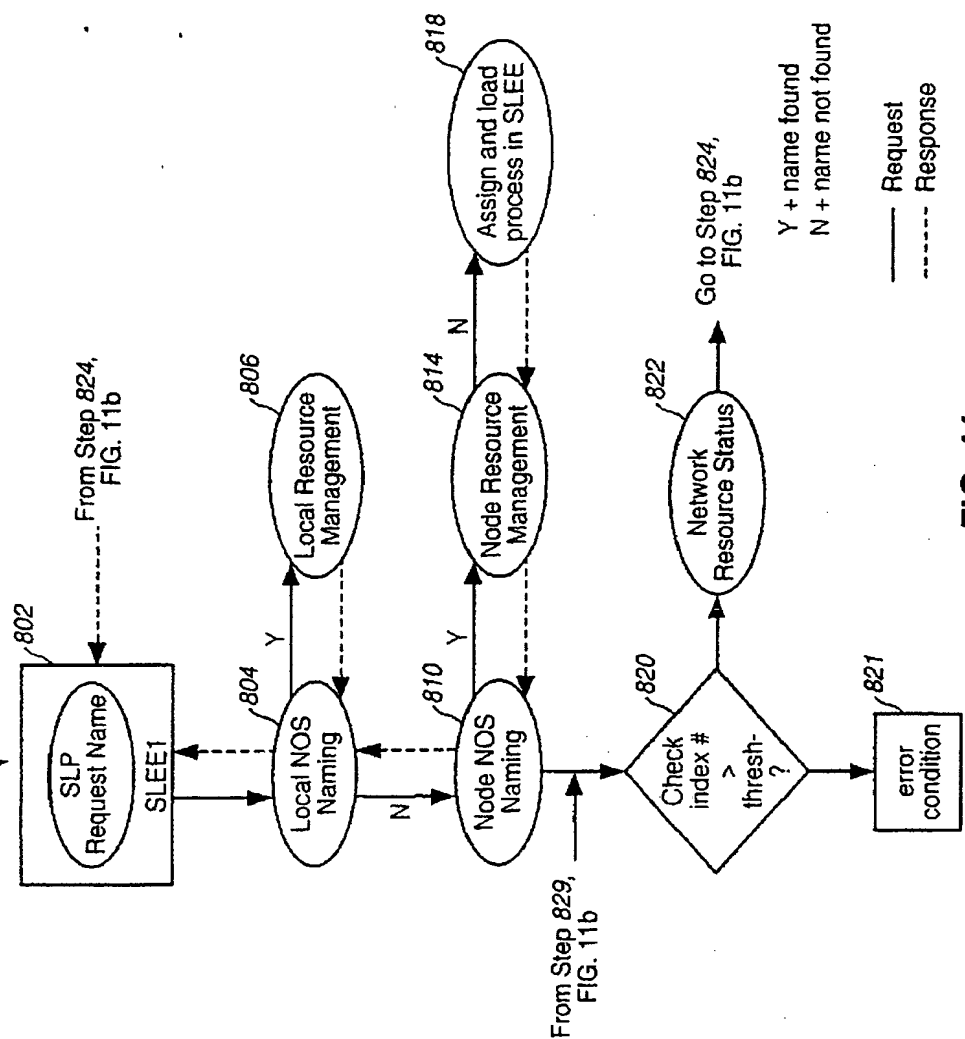 From Step 824,
FIG. 11b
802
SLP
Request Name
SLEE1
804
Local NOS
Naming
Y
806
Local Resource
Management
N
810
Node NOS
Naming
Y
814
Node Resource
Management
N
818
Assign and load
process in SLEE
From Step 829,
FIG. 11b
820
Check
index #
>
thresh-
?
822
Network
Resource Status
Go to Step 824,
FIG. 11b
821
error
condition
Y + name found
N + name not found
Request
Response